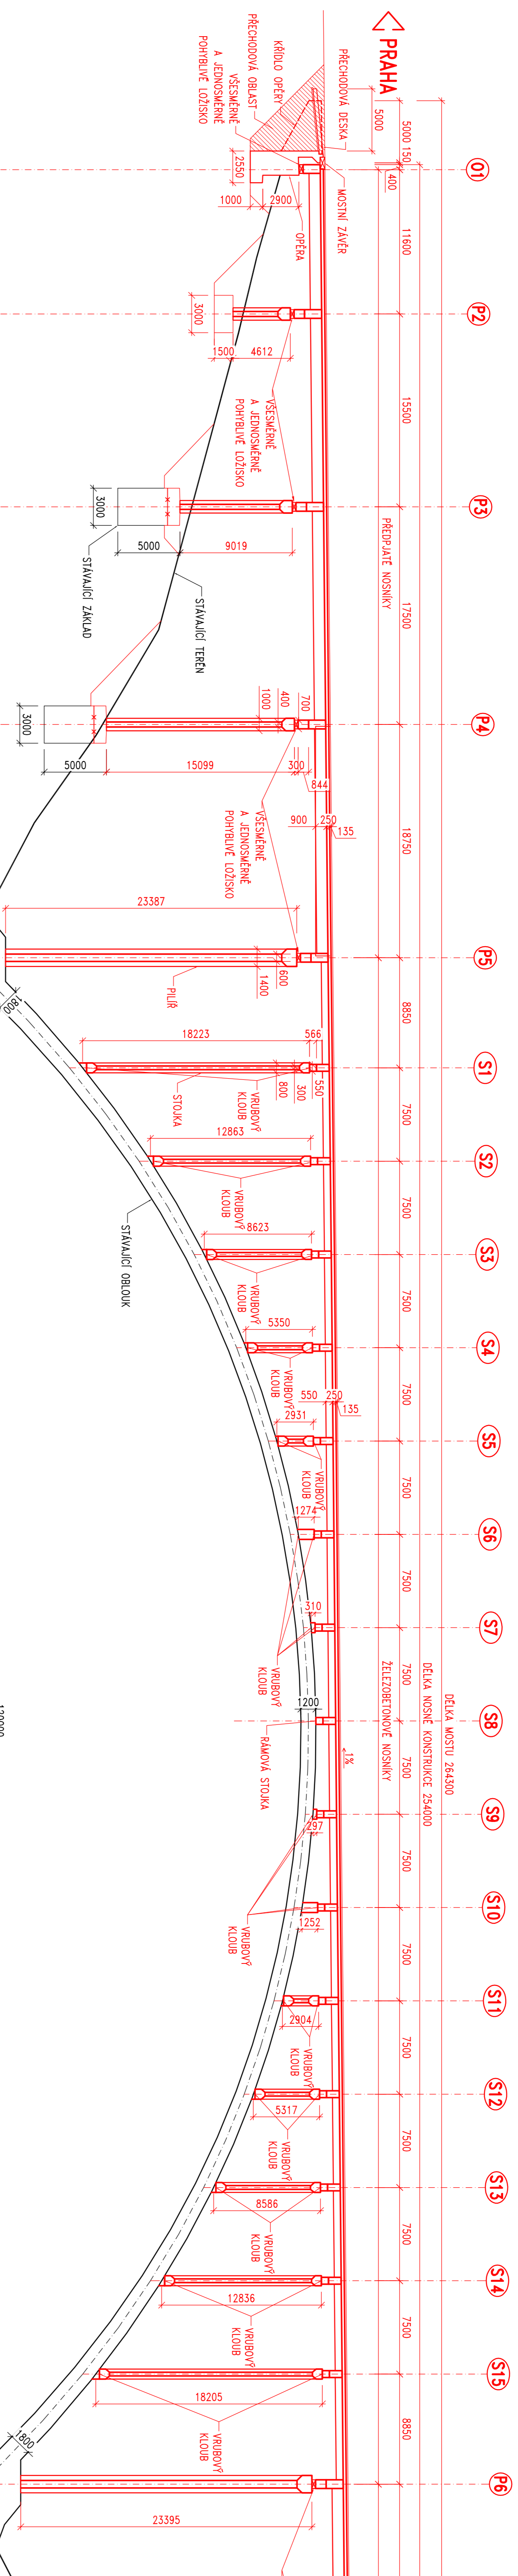 PRAHA
O1
P2
P3
P4
P5
S1
S2
S3
S4
S5
S6
S7
S8
S9
S10
S11
S12
S13
S14
S15
P6
DÉLKA MOSTU 264300
DÉLKA NOSNÉ KONSTRUKCE 254000
5000
5000
150
400
11600
15500
17500
18750
8850
7500
7500
7500
7500
7500
7500
7500
7500
7500
7500
7500
7500
7500
7500
8850
PŘEDPJATÉ NOSNÍKY
ŽELEZOBETONOVÉ NOSNÍKY
PŘECHODOVÁ DESKA
MOSTNÍ ZÁVĚR
KŘÍDLO OPĚRY
PŘECHODOVÁ OBLAST
VŠESMĚRNĚ
A JEDNOSMĚRNĚ
POHYBLIVÉ LOŽISKO
OPĚRA
2550
1000
2900
3000
1500
4612
VŠESMĚRNĚ
A JEDNOSMĚRNĚ
POHYBLIVÉ LOŽISKO
3000
5000
9019
STÁVAJÍCÍ ZÁKLAD
STÁVAJÍCÍ TERÉN
3000
5000
15099
1000
400
700
300
844
900
250
135
VŠESMĚRNĚ
A JEDNOSMĚRNĚ
POHYBLIVÉ LOŽISKO
23387
1400
600
PILÍŘ
1800
18223
566
550
300
800
STOJKA
VRUBOVÝ
KLOUB
12863
VRUBOVÝ
KLOUB
8623
VRUBOVÝ
KLOUB
STÁVAJÍCÍ OBLOUK
5350
VRUBOVÝ
KLOUB
550
250
135
2931
VRUBOVÝ
KLOUB
1274
310
VRUBOVÝ
KLOUB
1200
RÁMOVÁ STOJKA
1%
297
1252
VRUBOVÝ
KLOUB
2904
VRUBOVÝ
KLOUB
5317
VRUBOVÝ
KLOUB
8586
VRUBOVÝ
KLOUB
12836
VRUBOVÝ
KLOUB
18205
VRUBOVÝ
KLOUB
1800
23395